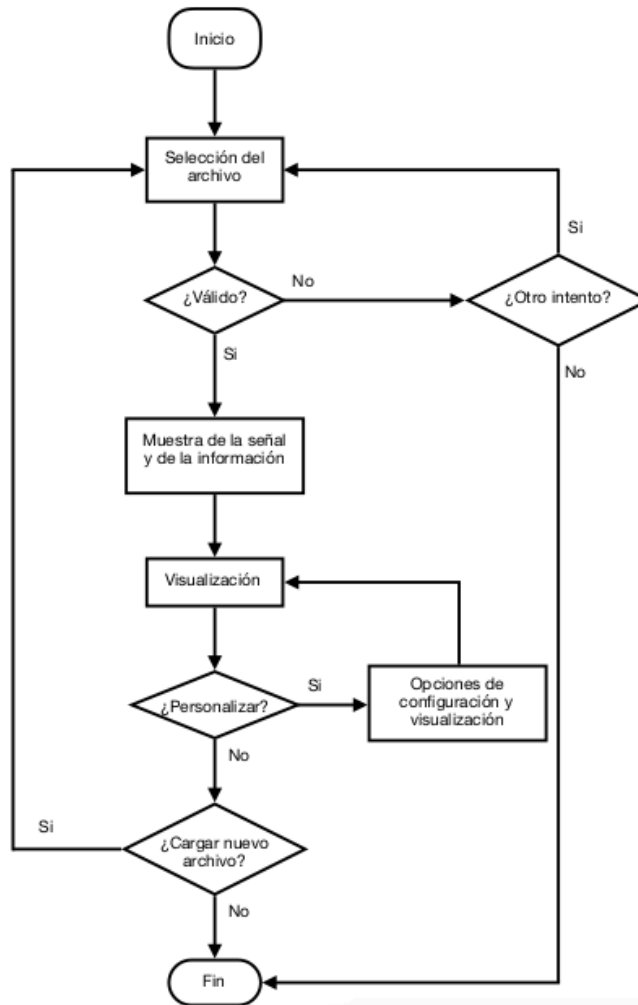 Inicio
Selección del
archivo
Si
¿Válido?
No
¿Otro intento?
Si
No
Muestra de la señal
y de la información
Visualización
¿Personalizar?
Si
Opciones de
configuración y
visualización
No
Si
¿Cargar nuevo
archivo?
No
Fin